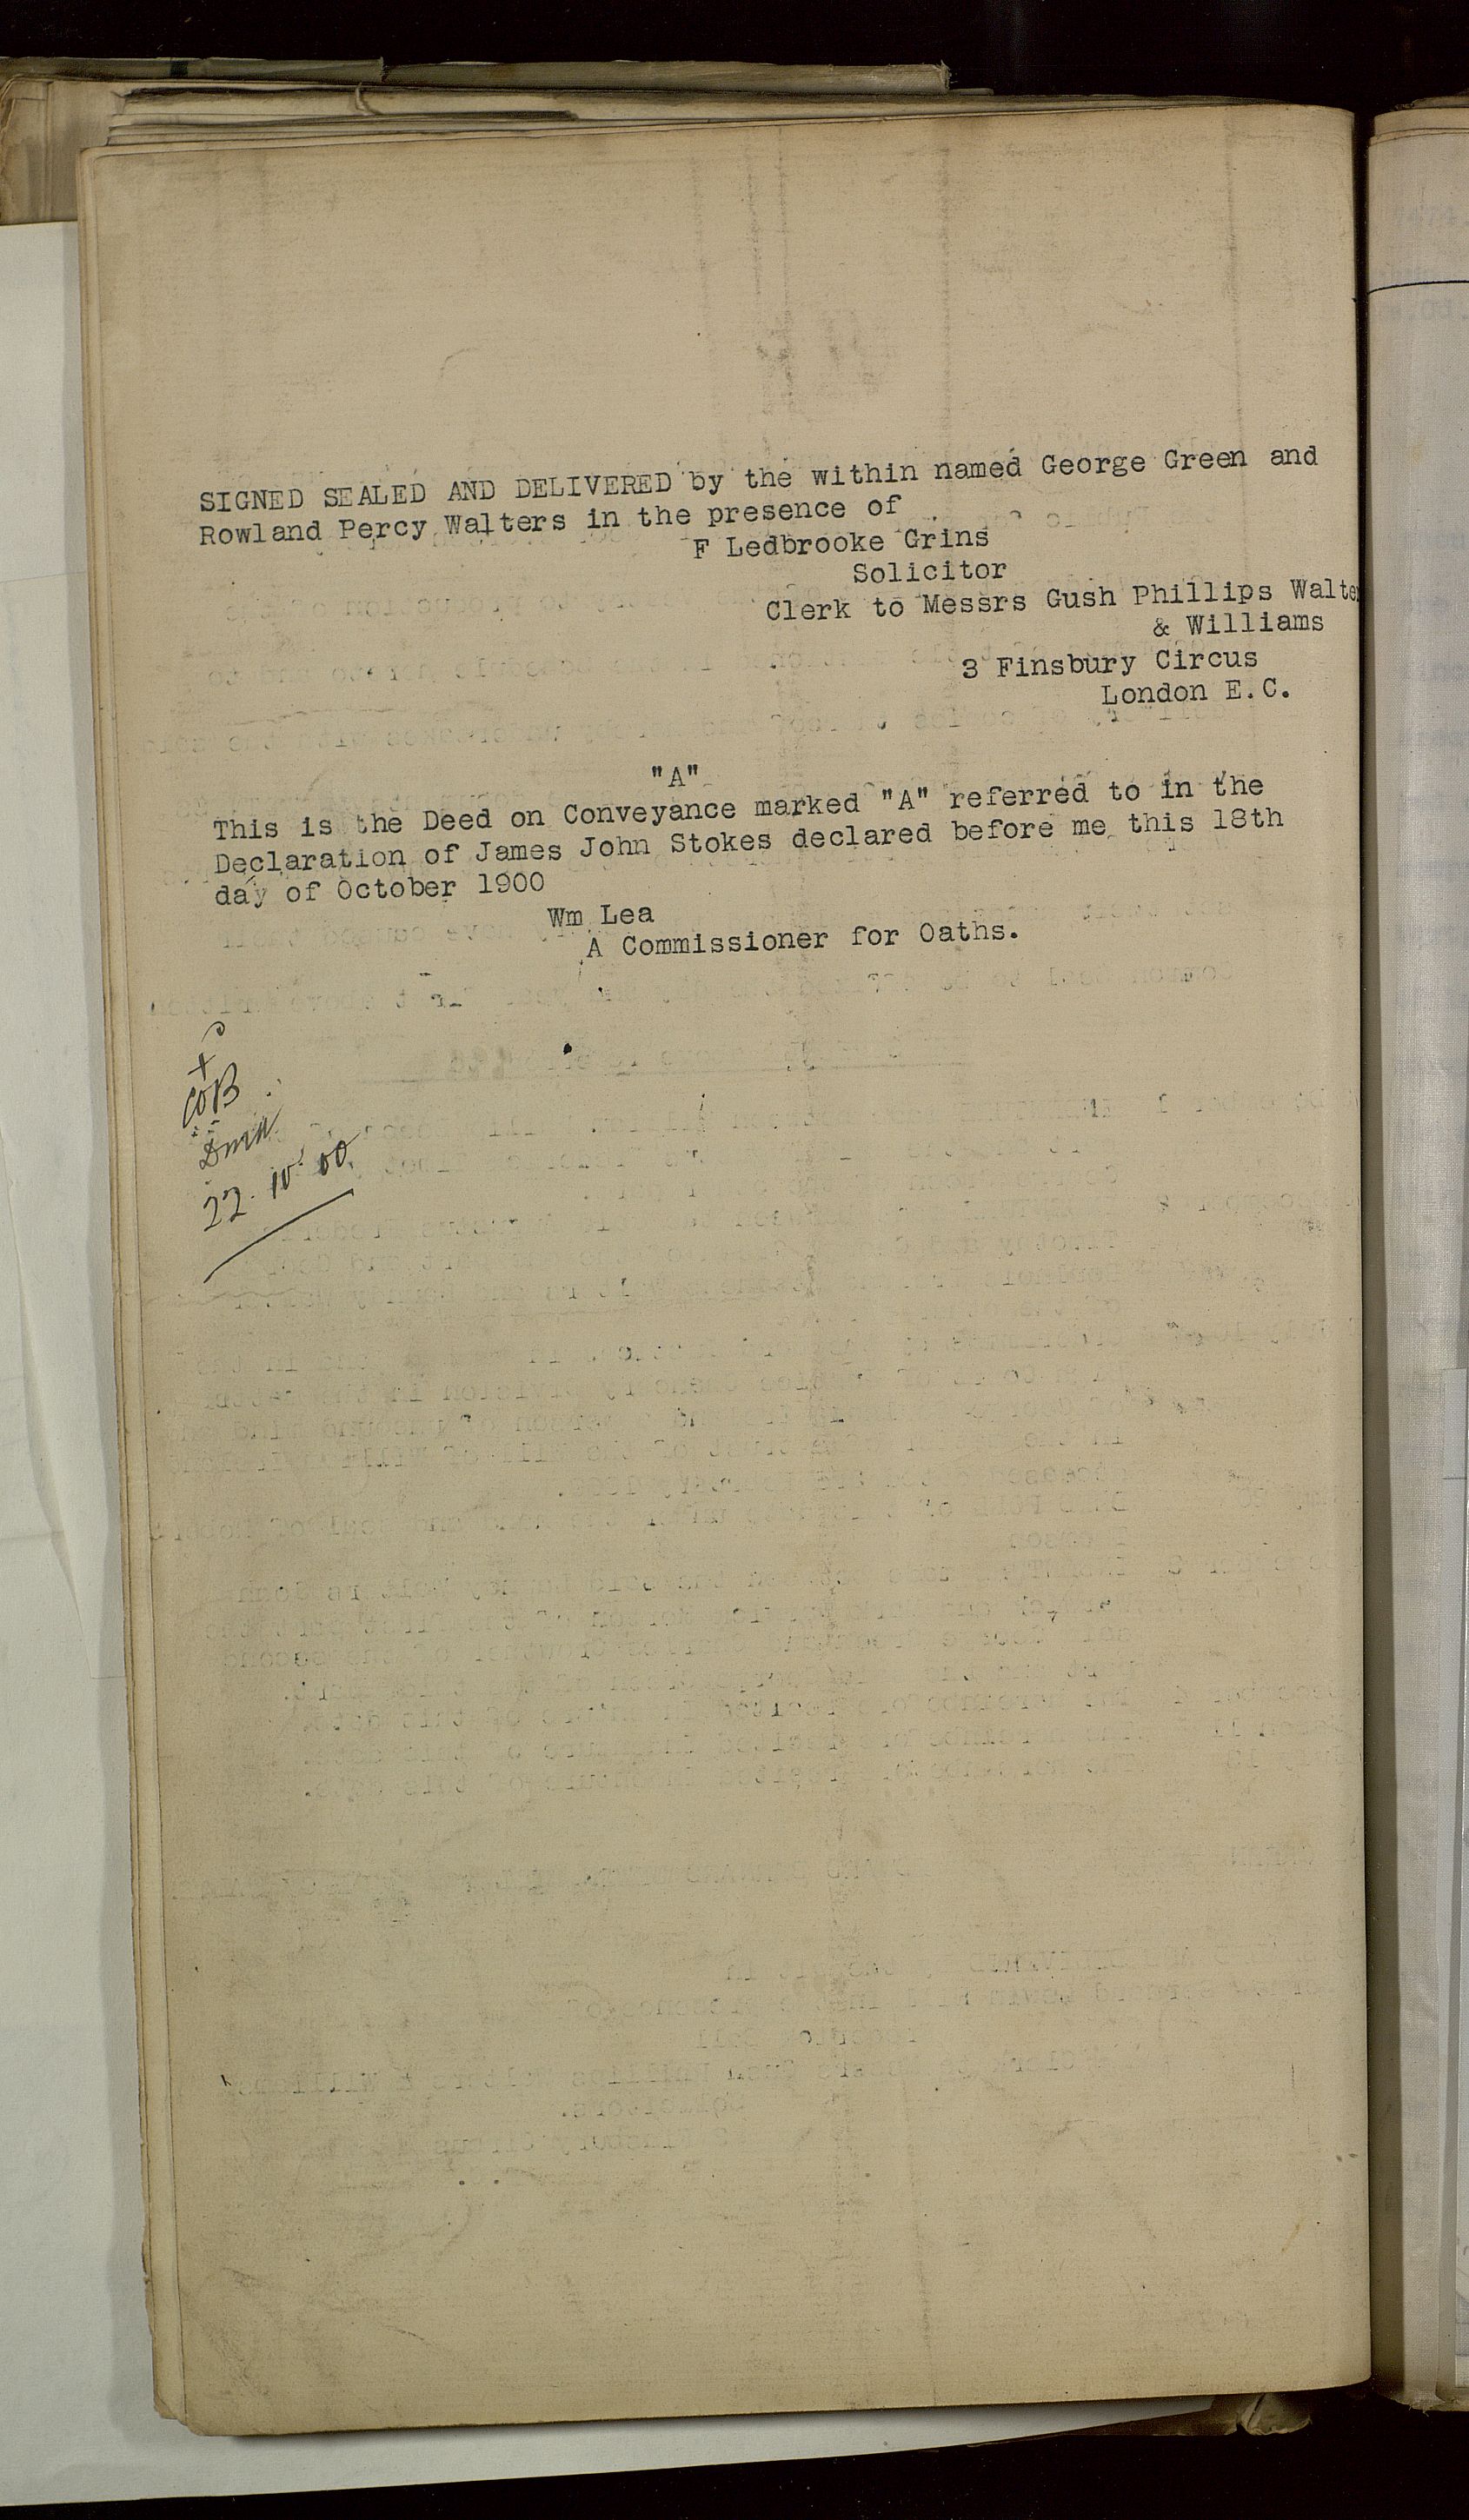 SIGNED SEALED AND DELIVERED by the within named George Green and
Rowland Percy Walters in the presence of
F Ledbrooke Grins
Solicitor
Clerk to Messrs Gush Phillips Walte
& Williams
3 Finsbury Circus
London E.C.
"A"
This is the Deed on Conveyance marked "A" referred to in the
Declaration of James John Stokes declared before me this 18th
day of October 1900
Wm Lea
A Commissioner for Oaths.
22.10.00